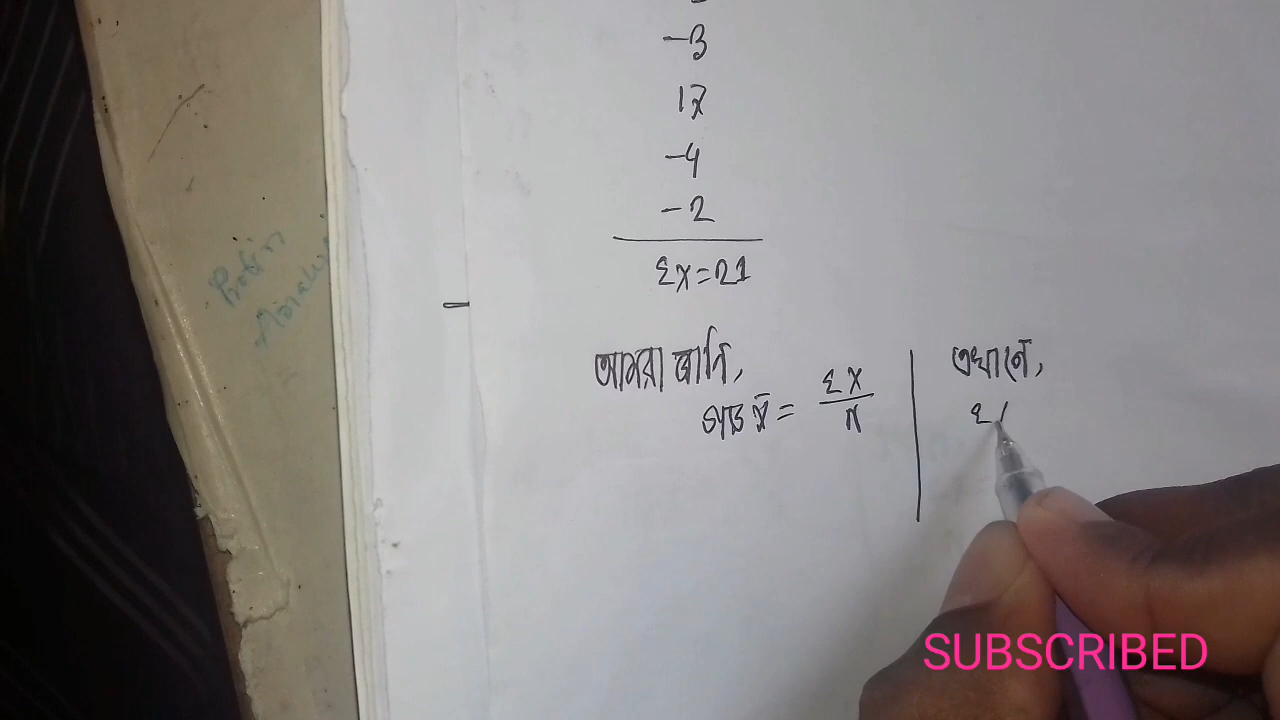 -3
17
-4
-2
Σx=21
আমরা জানি,
গড় x̄ = Σx/n
এখানে,
Σ
SUBSCRIBED